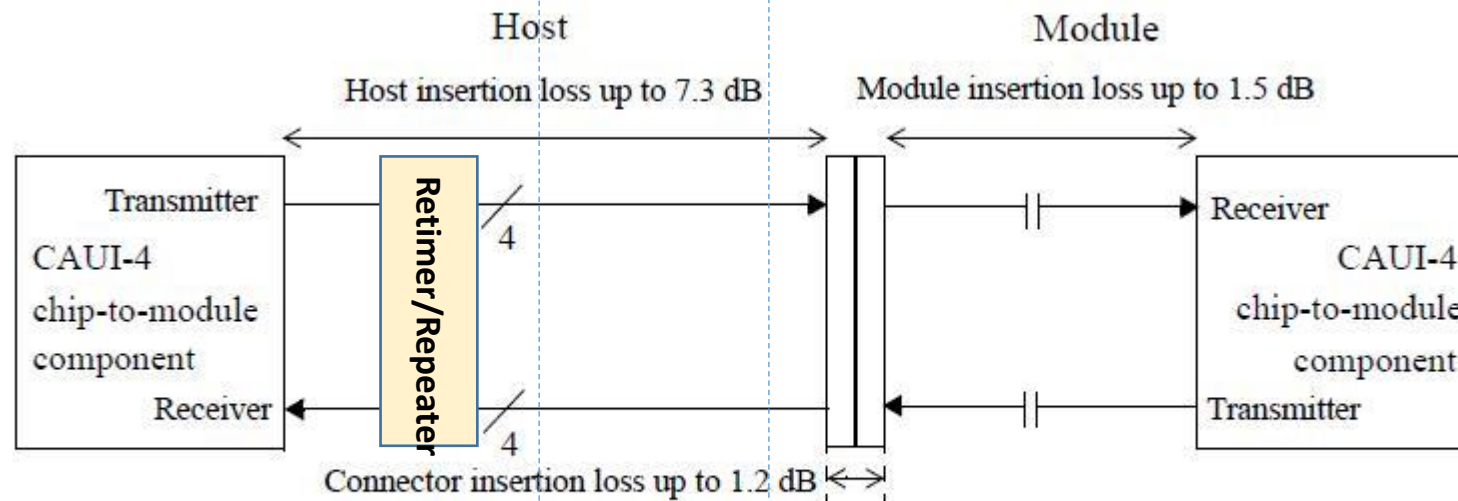 Host
Module
Host insertion loss up to 7.3 dB
Module insertion loss up to 1.5 dB
Transmitter
CAUI-4
chip-to-module
component
Receiver
Retimer/Repeater
4
4
Receiver
CAUI-4
chip-to-module
component
Transmitter
Connector insertion loss up to 1.2 dB